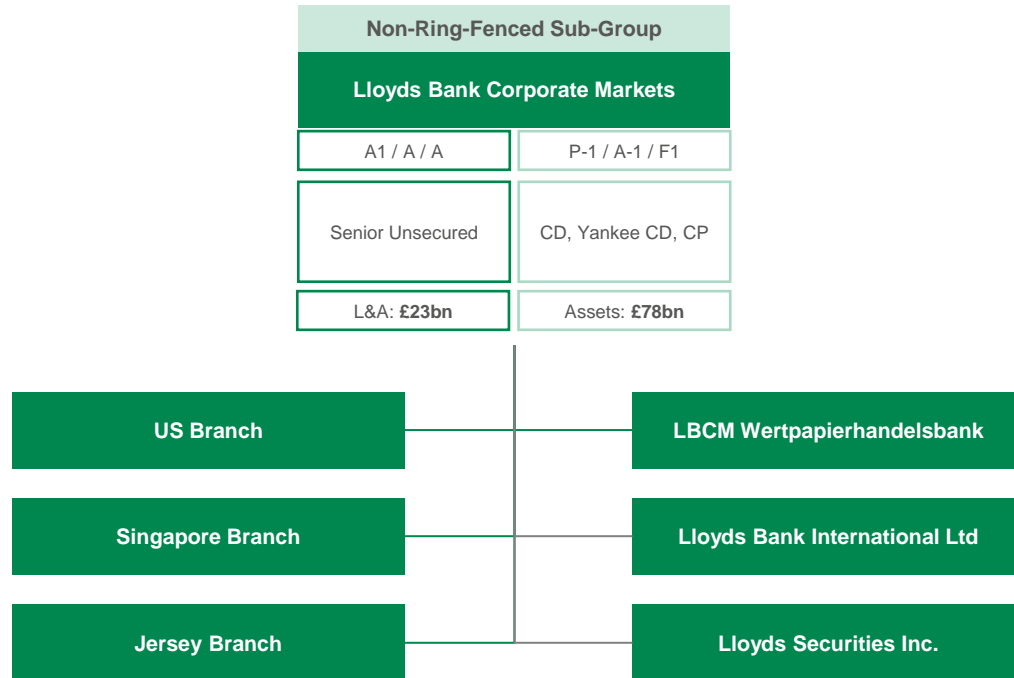 Non-Ring-Fenced Sub-Group
Lloyds Bank Corporate Markets
A1 / A / A
P-1 / A-1 / F1
Senior Unsecured
CD, Yankee CD, CP
L&A: £23bn
Assets: £78bn
US Branch
LBCM Wertpapierhandelsbank
Singapore Branch
Lloyds Bank International Ltd
Jersey Branch
Lloyds Securities Inc.